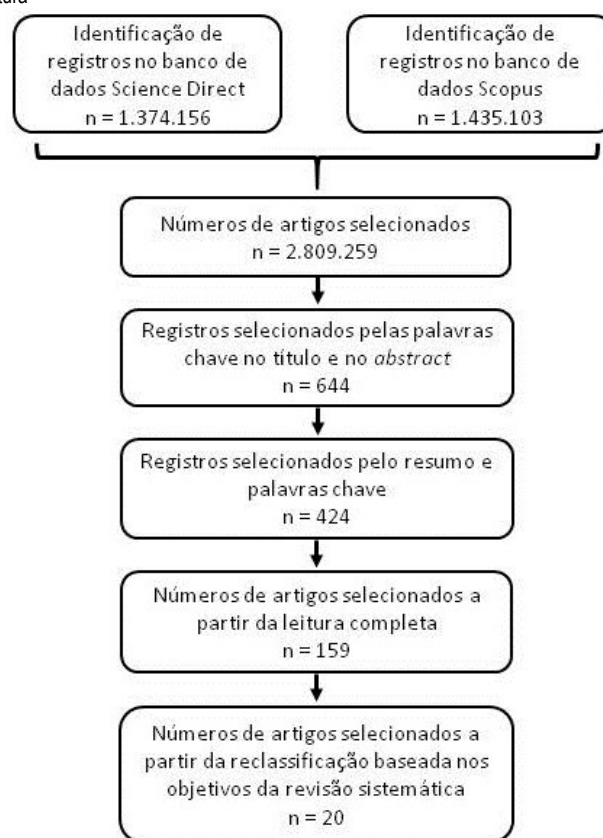 Identificação de
registros no banco de
dados Science Direct
n = 1.374.156
Identificação de
registros no banco de
dados Scopus
n = 1.435.103
Números de artigos selecionados
n = 2.809.259
Registros selecionados pelas palavras
chave no título e no abstract
n = 644
Registros selecionados pelo resumo e
palavras chave
n = 424
Números de artigos selecionados a
partir da leitura completa
n = 159
Números de artigos selecionados a
partir da reclassificação baseada nos
objetivos da revisão sistemática
n = 20